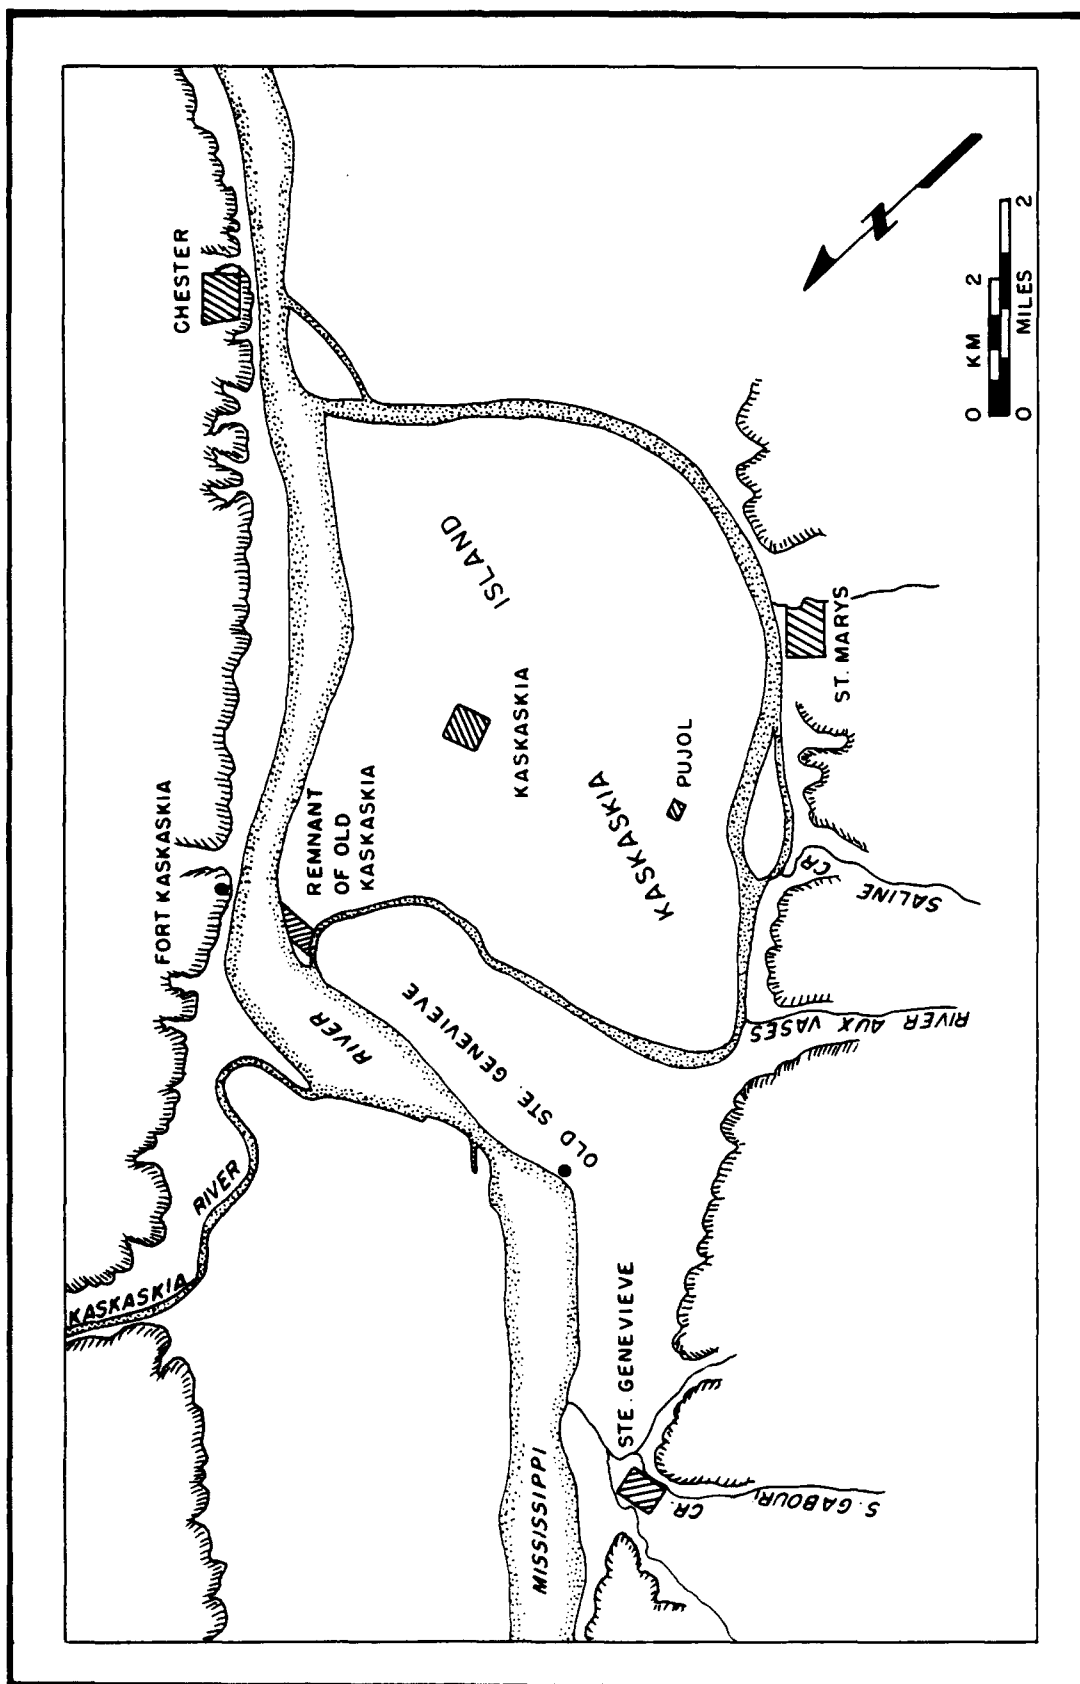 CHESTER
FORT KASKASKIA
REMNANT
OF OLD
KASKASKIA
KASKASKIA
ISLAND
KASKASKIA
PUJOL
ST. MARYS
SALINE
CR
RIVER AUX VASES
OLD STE. GENEVIEVE
RIVER
MISSISSIPPI
KASKASKIA
RIVER
STE. GENEVIEVE
S. GABOURI
CR.
N
0 KM 2
0 MILES 2